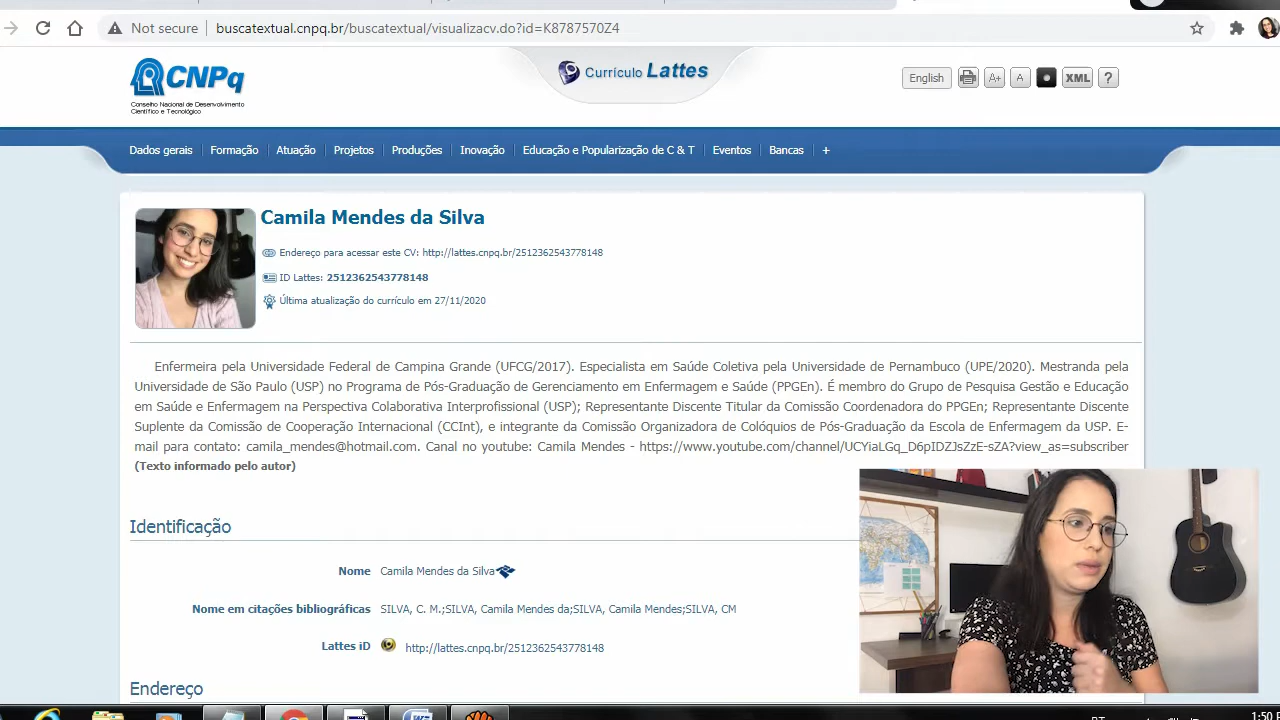 Not secure
buscatextual.cnpq.br/buscatextual/visualizacv.do?id=K8787570Z4
CNPq
Conselho Nacional de Desenvolvimento
Científico e Tecnológico
Currículo Lattes
English
A+
A
XML
?
Dados gerais Formação Atuação Projetos Produções Inovação Educação e Popularização de C & T Eventos Bancas +
Camila Mendes da Silva
Endereço para acessar este CV: http://lattes.cnpq.br/2512362543778148
ID Lattes: 2512362543778148
Última atualização do currículo em 27/11/2020
Enfermeira pela Universidade Federal de Campina Grande (UFCG/2017). Especialista em Saúde Coletiva pela Universidade de Pernambuco (UPE/2020). Mestranda pela
Universidade de São Paulo (USP) no Programa de Pós-Graduação de Gerenciamento em Enfermagem e Saúde (PPGEn). É membro do Grupo de Pesquisa Gestão e Educação
em Saúde e Enfermagem na Perspectiva Colaborativa Interprofissional (USP); Representante Discente Titular da Comissão Coordenadora do PPGEn; Representante Discente
Suplente da Comissão de Cooperação Internacional (CCInt), e integrante da Comissão Organizadora de Colóquios de Pós-Graduação da Escola de Enfermagem da USP. E-
mail para contato: camila_mendes@hotmail.com. Canal no youtube: Camila Mendes - https://www.youtube.com/channel/UCYiaLGq_D6pIDZJsZzE-sZA?view_as=subscriber
(Texto informado pelo autor)
Identificação
Nome Camila Mendes da Silva
Nome em citações bibliográficas SILVA, C. M.;SILVA, Camila Mendes da;SILVA, Camila Mendes;SILVA, CM
Lattes iD http://lattes.cnpq.br/2512362543778148
Endereço
1:50